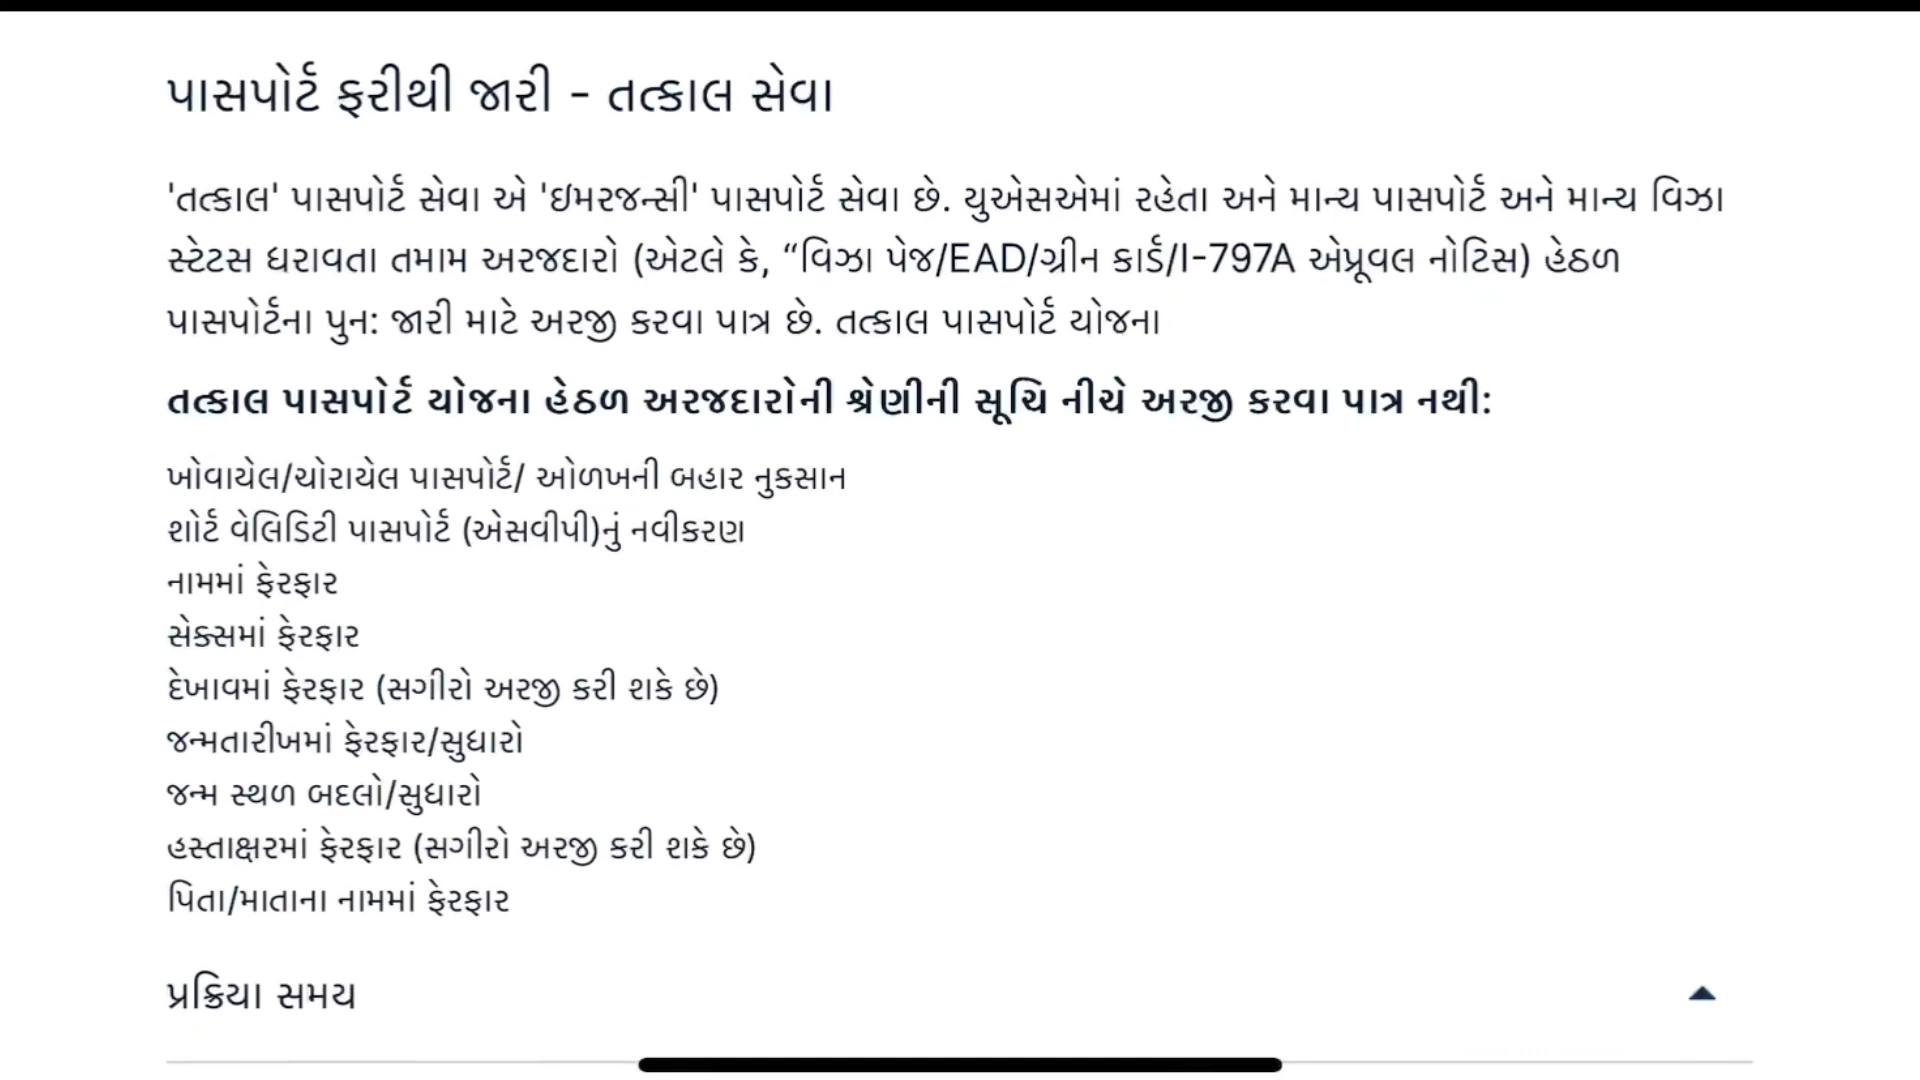 પાસપોર્ટ ફરીથી જારી - તત્કાલ સેવા
'તત્કાલ' પાસપોર્ટ સેવા એ 'ઇમરજન્સી' પાસપોર્ટ સેવા છે. યુએસએમાં રહેતા અને માન્ય પાસપોર્ટ અને માન્ય વિઝા
સ્ટેટસ ધરાવતા તમામ અરજદારો (એટલે કે, “વિઝા પેજ/EAD/ગ્રીન કાર્ડ/I-797A એપ્રૂવલ નોટિસ) હેઠળ
પાસપોર્ટના પુન: જારી માટે અરજી કરવા પાત્ર છે. તત્કાલ પાસપોર્ટ યોજના
તત્કાલ પાસપોર્ટ યોજના હેઠળ અરજદારોની શ્રેણીની સૂચિ નીચે અરજી કરવા પાત્ર નથી:
ખોવાયેલ/ચોરાયેલ પાસપોર્ટ/ ઓળખની બહાર નુકસાન
શોર્ટ વેલિડિટી પાસપોર્ટ (એસવીપી)નું નવીકરણ
નામમાં ફેરફાર
સેક્સમાં ફેરફાર
દેખાવમાં ફેરફાર (સગીરો અરજી કરી શકે છે)
જન્મતારીખમાં ફેરફાર/સુધારો
જન્મ સ્થળ બદલો/સુધારો
હસ્તાક્ષરમાં ફેરફાર (સગીરો અરજી કરી શકે છે)
પિતા/માતાના નામમાં ફેરફાર
પ્રક્રિયા સમય